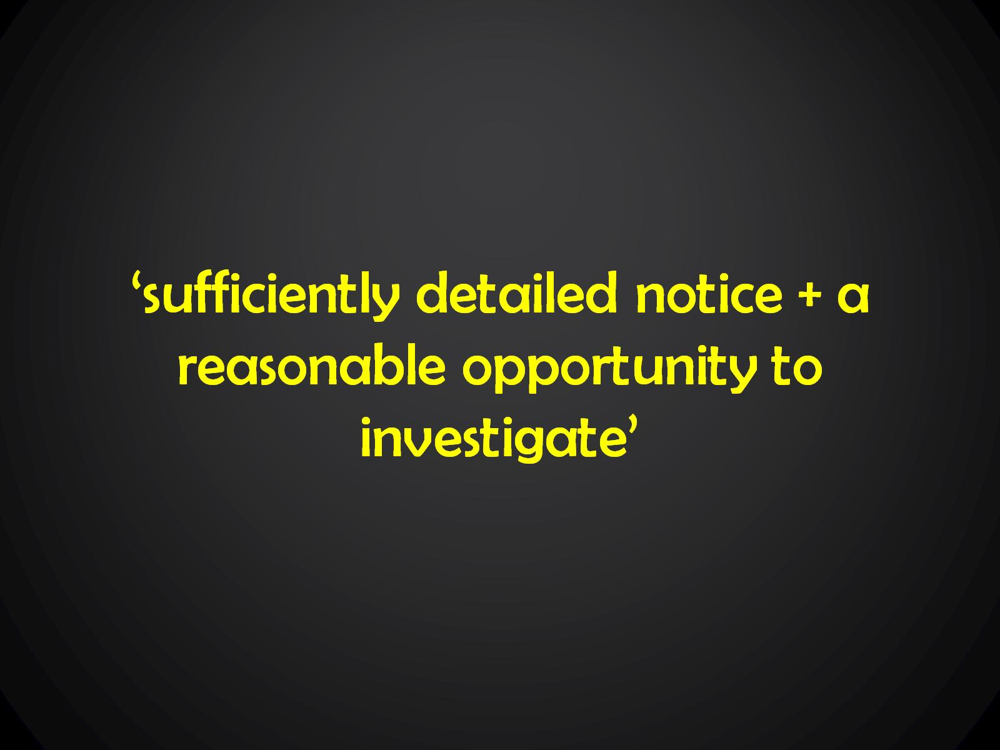 ‘sufficiently detailed notice + a
reasonable opportunity to
investigate’